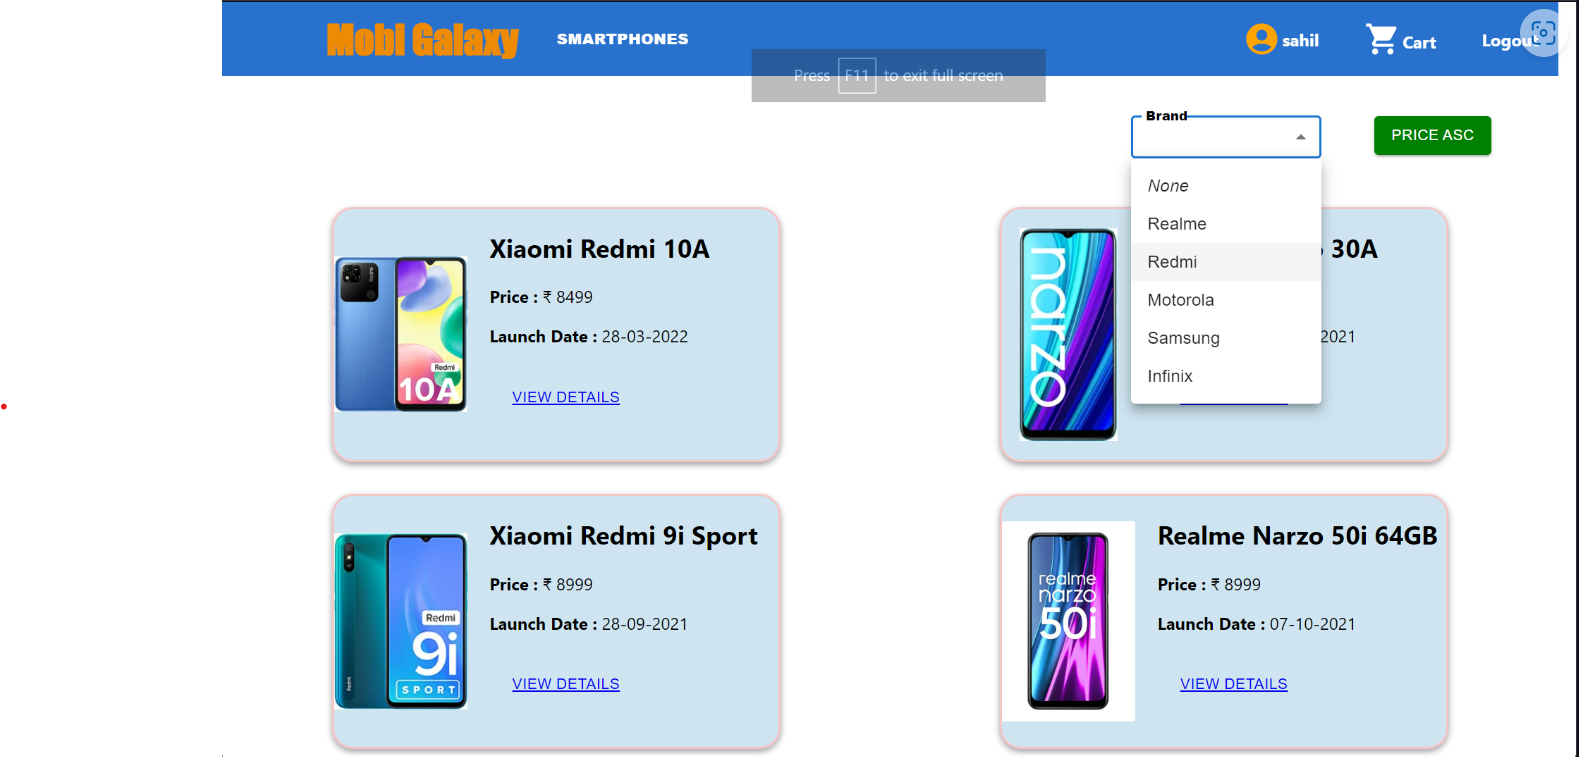 Mobi Galaxy
SMARTPHONES
sahil
Cart
Logout
Press F11 to exit full screen
Brand
PRICE ASC
None
Realme
Redmi
Motorola
Samsung
Infinix
Xiaomi Redmi 10A
Price : ₹ 8499
Launch Date : 28-03-2022
VIEW DETAILS
Redmi
10A
30A
2021
narzo
Xiaomi Redmi 9i Sport
Price : ₹ 8999
Launch Date : 28-09-2021
VIEW DETAILS
Redmi
9i
SPORT
Redmi
Realme Narzo 50i 64GB
Price : ₹ 8999
Launch Date : 07-10-2021
VIEW DETAILS
realme
narzo
50i